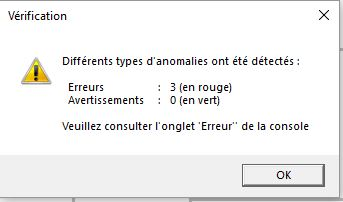 Vérification
Différents types d'anomalies ont été détectés :
Erreurs : 3 (en rouge)
Avertissements : 0 (en vert)
Veuillez consulter l'onglet 'Erreur'' de la console
OK